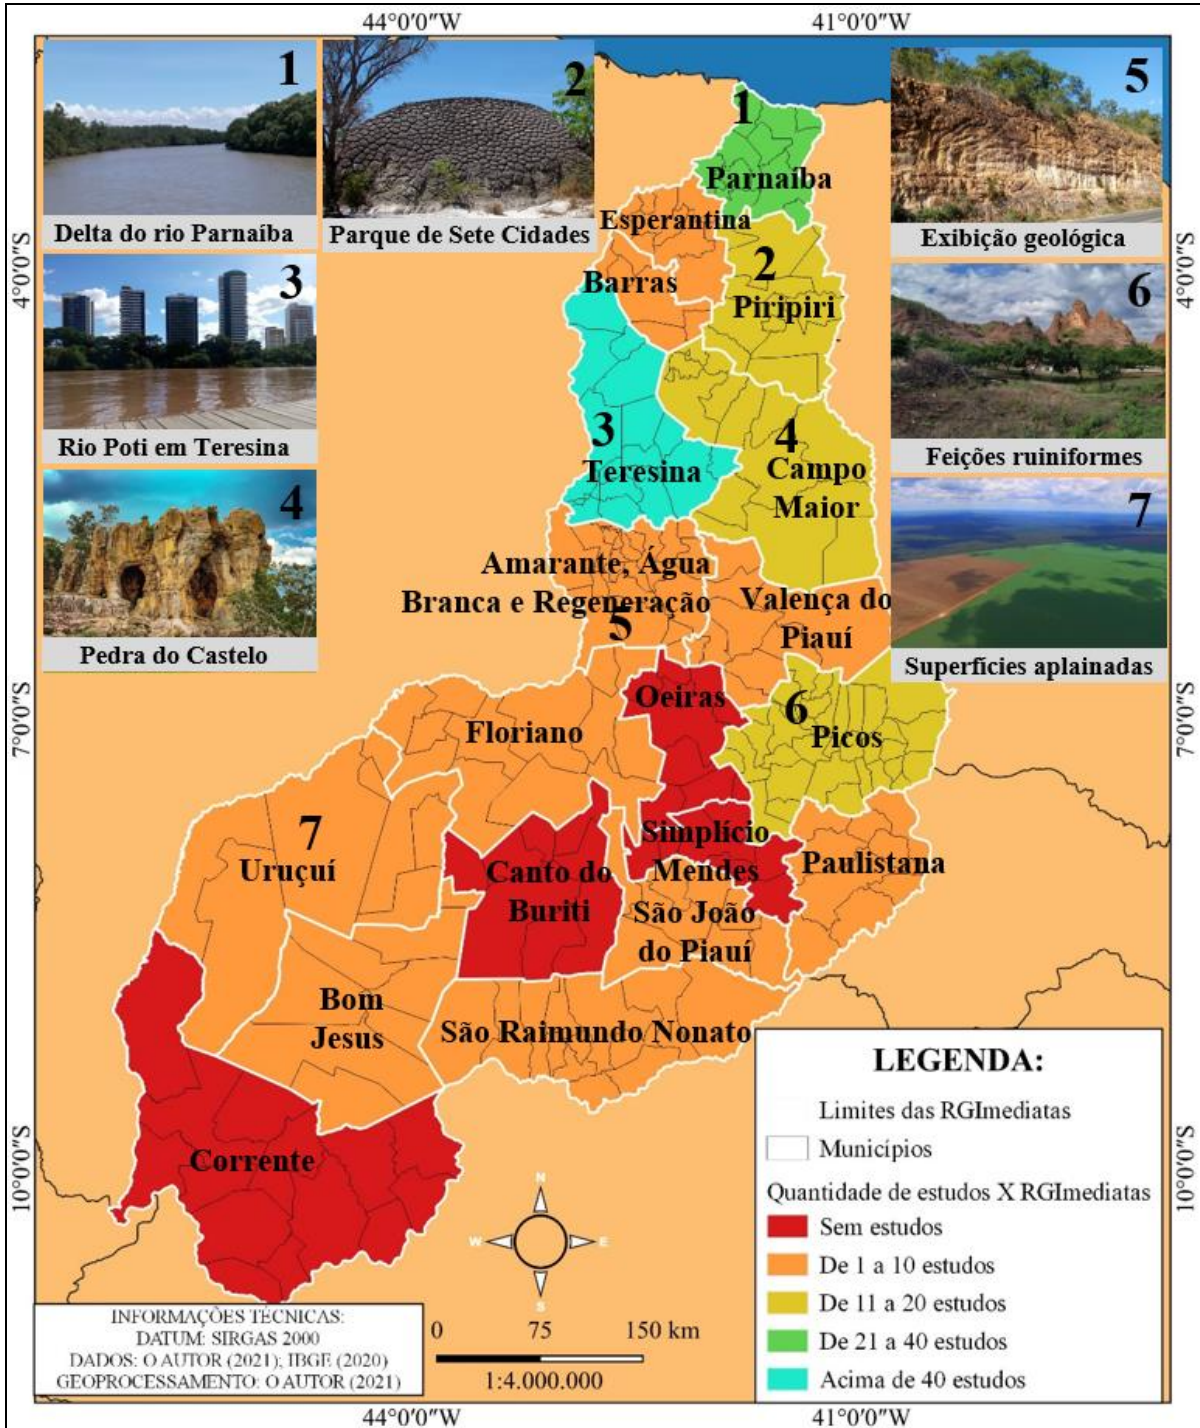 44°0'0"W
41°0'0"W
4°0'0"S
4°0'0"S
7°0'0"S
7°0'0"S
10°0'0"S
10°0'0"S
1
Delta do rio Parnaíba
2
Parque de Sete Cidades
3
Rio Poti em Teresina
4
Pedra do Castelo
5
Exibição geológica
6
Feições ruiniformes
7
Superfícies aplainadas
1
Parnaíba
Esperantina
2
Barras
Piripiri
3
4
Teresina
Campo
Maior
Amarante, Água
Branca e Regeneração
5
Valença do
Piauí
Oeiras
6
Floriano
Picos
7
Uruçuí
Simplício
Mendes
Canto do
Buriti
Paulistana
São João
do Piauí
Bom
Jesus
São Raimundo Nonato
Corrente
LEGENDA:
Limites das RGImediatas
Municípios
Quantidade de estudos X RGImediatas
Sem estudos
De 1 a 10 estudos
De 11 a 20 estudos
De 21 a 40 estudos
Acima de 40 estudos
N
W
E
S
INFORMAÇÕES TÉCNICAS:
DATUM: SIRGAS 2000
DADOS: O AUTOR (2021); IBGE (2020)
GEOPROCESSAMENTO: O AUTOR (2021)
0 75 150 km
1:4.000.000
44°0'0"W
41°0'0"W